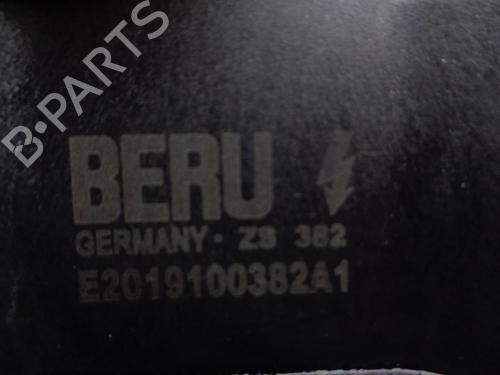 B-PARTS
BERU
GERMANY · ZS 382
E2019100382A1